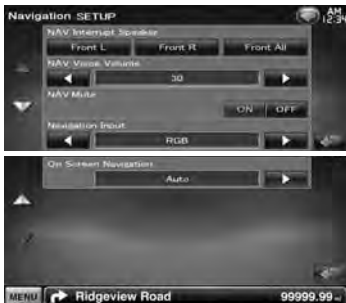 Navigation SETUP
AM
12:34
NAV Interrupt Speaker
Front L Front R Front All
NAV Voice Volume
30
NAV Mute
ON OFF
Navigation Input
RGB
On Screen Navigation
Auto
MENU Ridgeview Road 99999.99